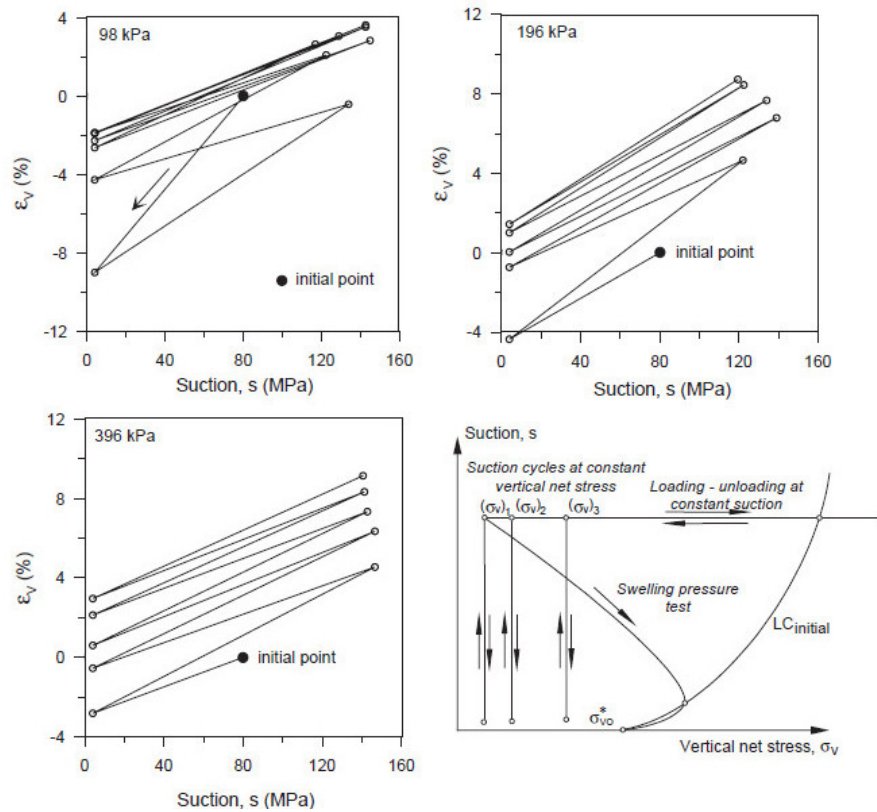 98 kPa
4
0
-4
-8
-12
εV (%)
initial point
0 40 80 120 160
Suction, s (MPa)
196 kPa
12
8
4
0
-4
εV (%)
initial point
0 40 80 120 160
Suction, s (MPa)
396 kPa
12
8
4
0
-4
εV (%)
initial point
0 40 80 120 160
Suction, s (MPa)
Suction, s
Suction cycles at constant
vertical net stress
(σv)1 (σv)2 (σv)3
Loading - unloading at
constant suction
Swelling pressure
test
LCinitial
σ*vo
Vertical net stress, σv